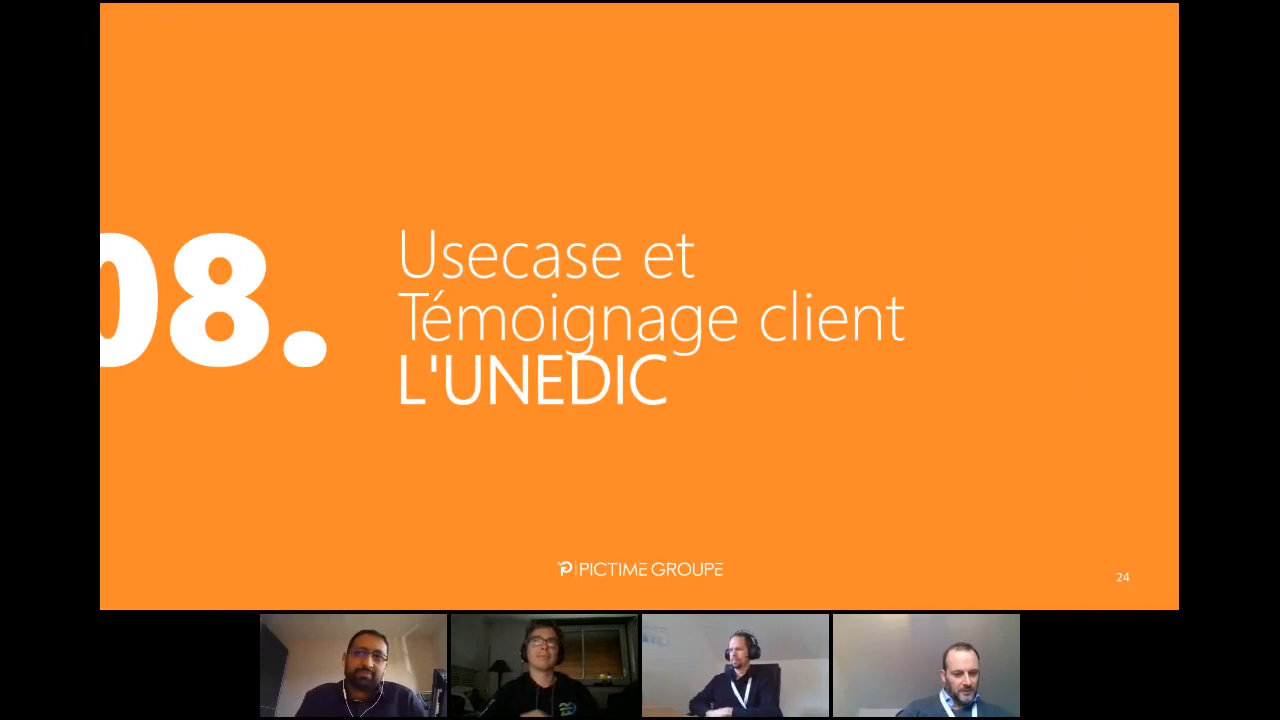 08.
Usecase et
Témoignage client
L'UNEDIC
PICTIME GROUPE
24